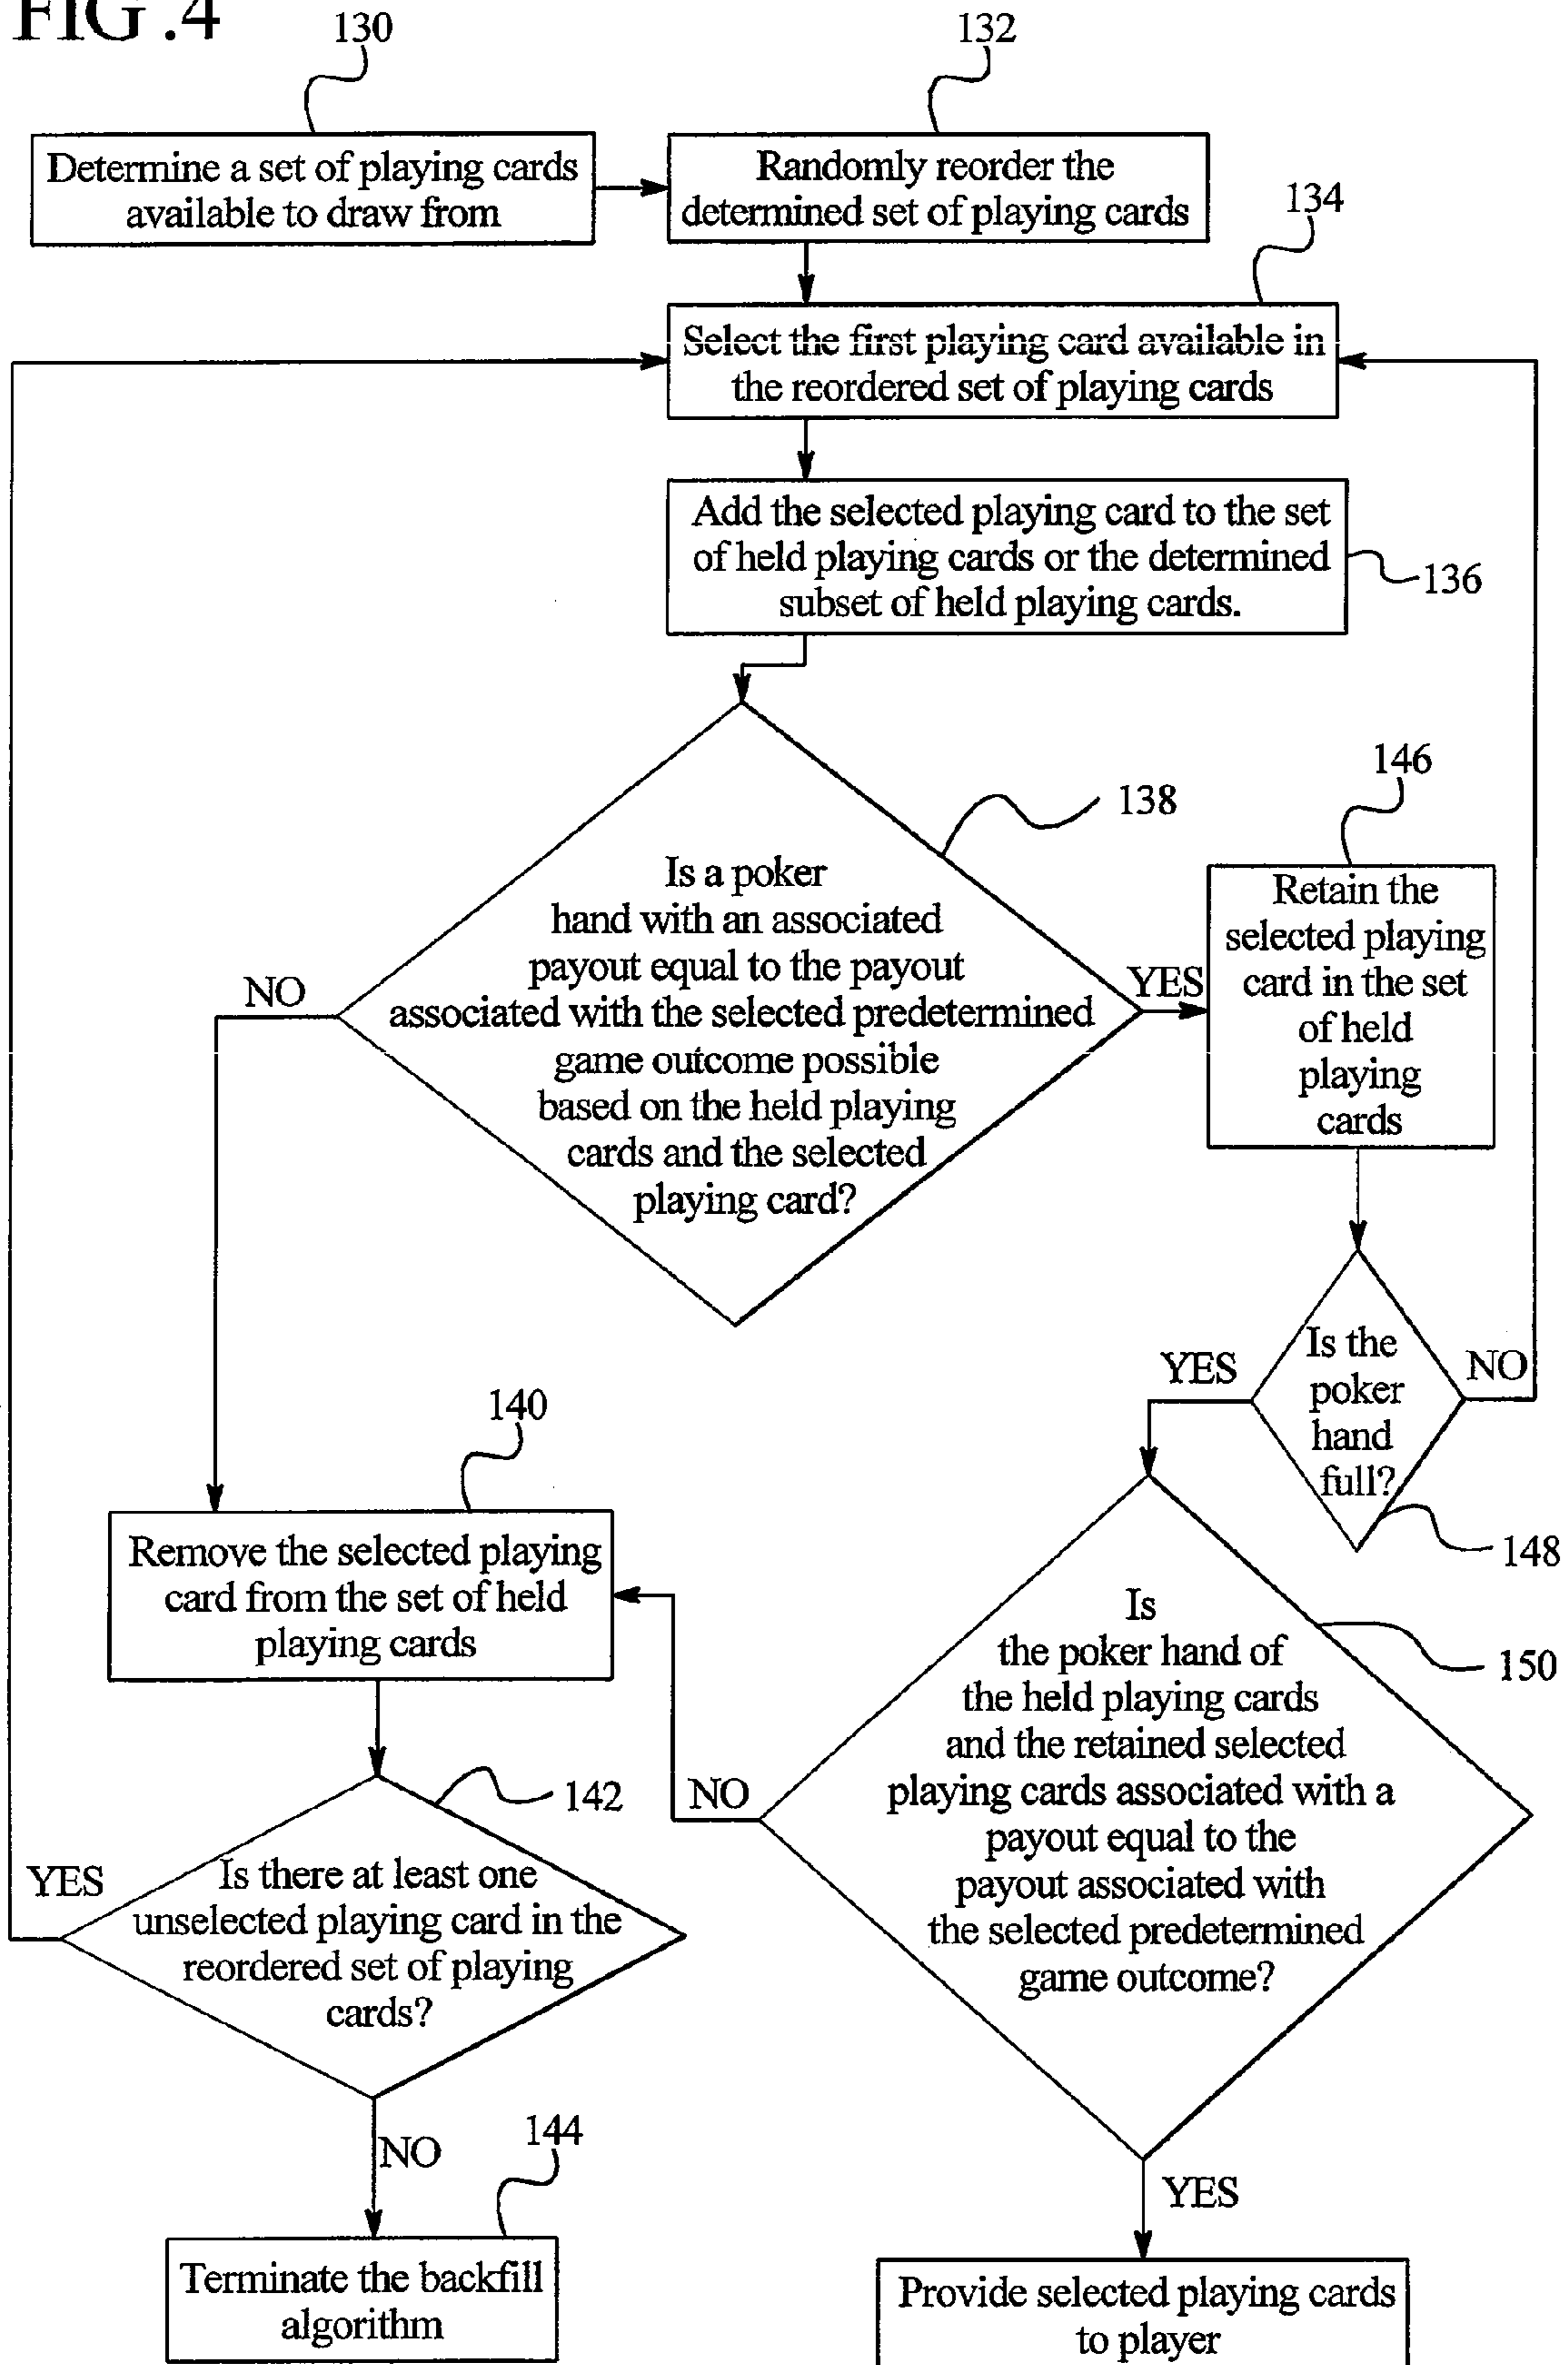 FIG.4
130
132
Determine a set of playing cards
available to draw from
Randomly reorder the
determined set of playing cards
134
Select the first playing card available in
the reordered set of playing cards
Add the selected playing card to the set
of held playing cards or the determined
subset of held playing cards.
136
138
Is a poker
hand with an associated
payout equal to the payout
associated with the selected predetermined
game outcome possible
based on the held playing
cards and the selected
playing card?
NO
YES
146
Retain the
selected playing
card in the set
of held
playing
cards
Is the
poker
hand
full?
YES
NO
148
140
Remove the selected playing
card from the set of held
playing cards
Is
the poker hand of
the held playing cards
and the retained selected
playing cards associated with a
payout equal to the
payout associated with
the selected predetermined
game outcome?
150
NO
142
YES
Is there at least one
unselected playing card in the
reordered set of playing
cards?
NO
144
YES
Terminate the backfill
algorithm
Provide selected playing cards
to player